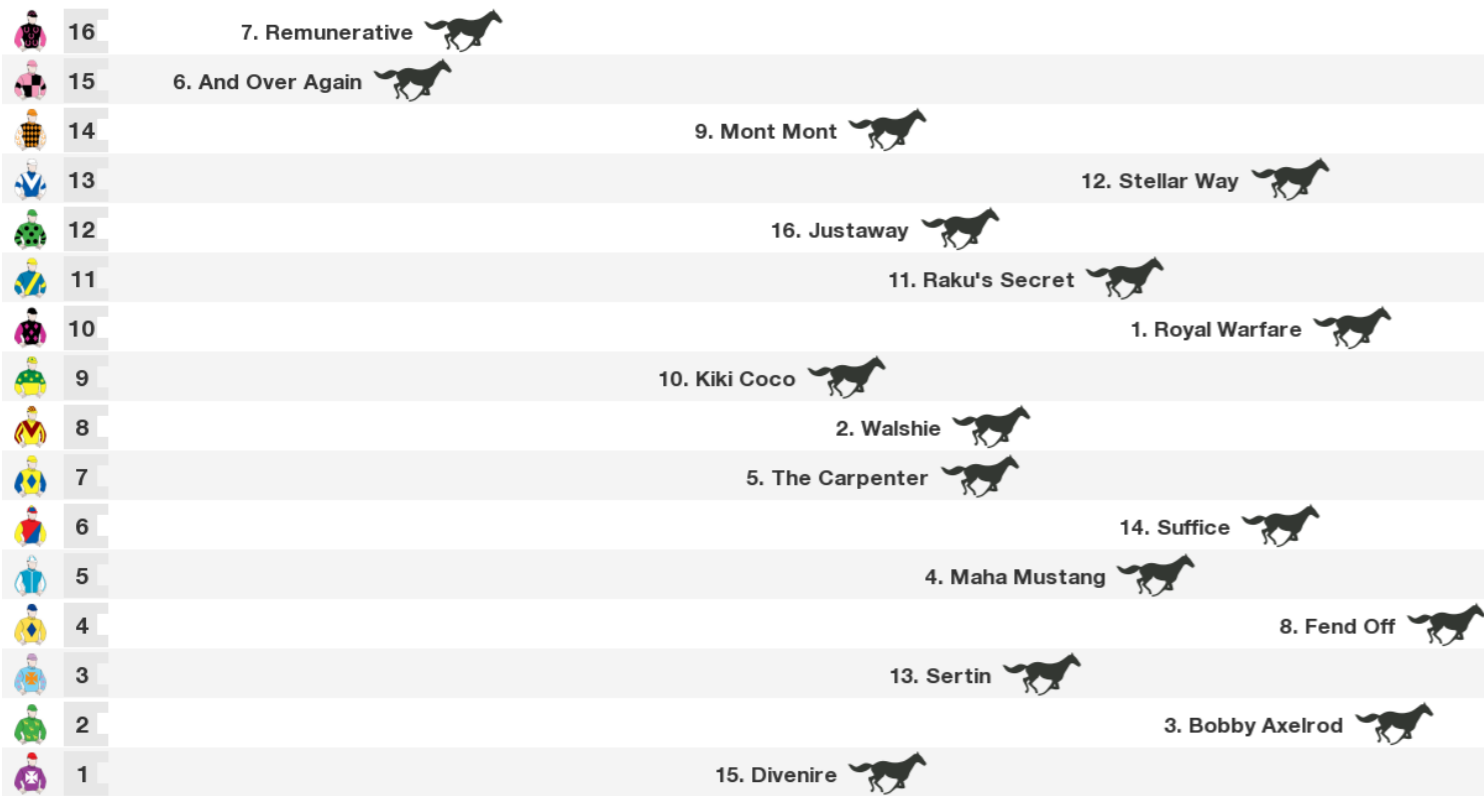 16 7. Remunerative
15 6. And Over Again
14 9. Mont Mont
13 12. Stellar Way
12 16. Justaway
11 11. Raku's Secret
10 1. Royal Warfare
9 10. Kiki Coco
8 2. Walshie
7 5. The Carpenter
6 14. Suffice
5 4. Maha Mustang
4 8. Fend Off
3 13. Sertin
2 3. Bobby Axelrod
1 15. Divenire